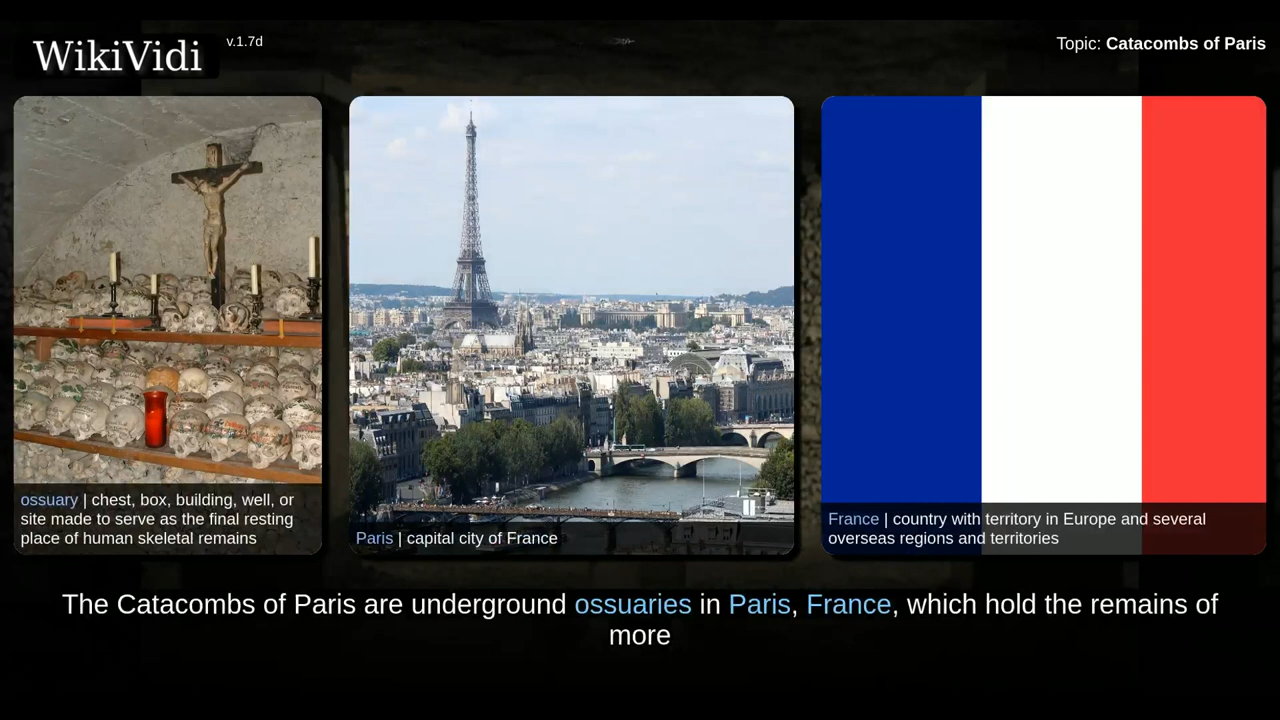 WikiVidi
v.1.7d
Topic: Catacombs of Paris
ossuary | chest, box, building, well, or
site made to serve as the final resting
place of human skeletal remains
Paris | capital city of France
France | country with territory in Europe and several
overseas regions and territories
The Catacombs of Paris are underground ossuaries in Paris, France, which hold the remains of
more